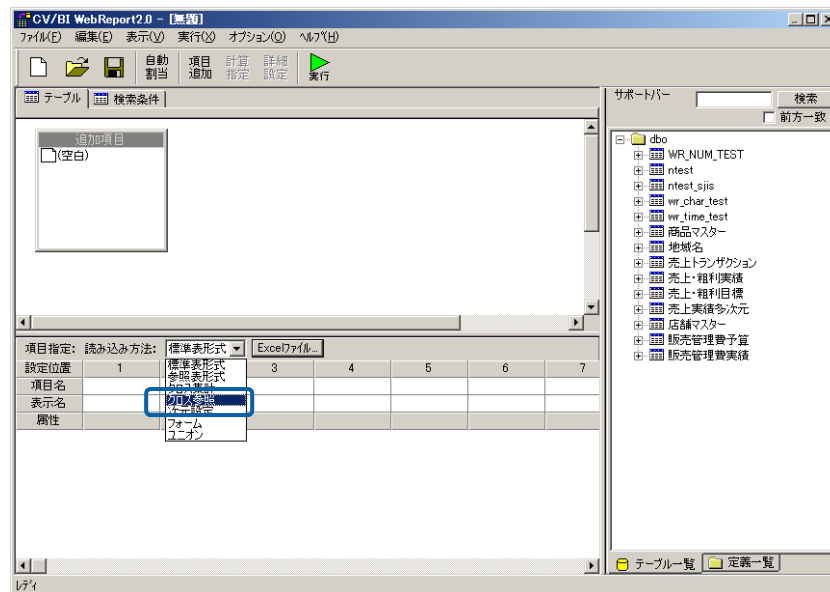 CV/BI WebReport2.0 - [無題]
ファイル(F) 編集(E) 表示(V) 実行(X) オプション(O) ヘルプ(H)
自動割当 項目追加 計算指定 詳細設定 実行
テーブル 検索条件
追加項目
(空白)
項目指定: 読み込み方法: 標準表形式 Excelファイル...
設定位置 1 3 4 5 6 7
項目名
表示名
属性
標準表形式
参照表形式
クロス集計
クロス参照
次元設定
フォーム
ユニオン
サポートバー 検索
前方一致
dbo
WR_NUM_TEST
ntest
ntest_sjis
wr_char_test
wr_time_test
商品マスター
地域名
売上トランザクション
売上・粗利実績
売上・粗利目標
売上実績多次元
店舗マスター
販売管理費予算
販売管理費実績
テーブル一覧 定義一覧
レディ